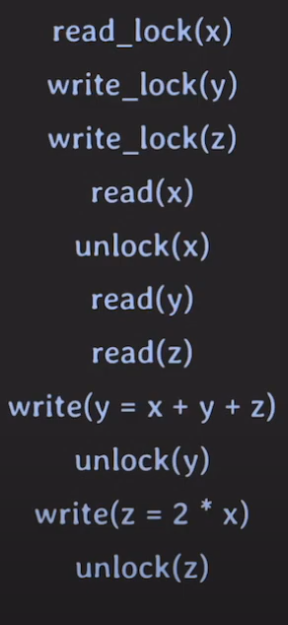 read_lock(x)
write_lock(y)
write_lock(z)
read(x)
unlock(x)
read(y)
read(z)
write(y = x + y + z)
unlock(y)
write(z = 2 * x)
unlock(z)